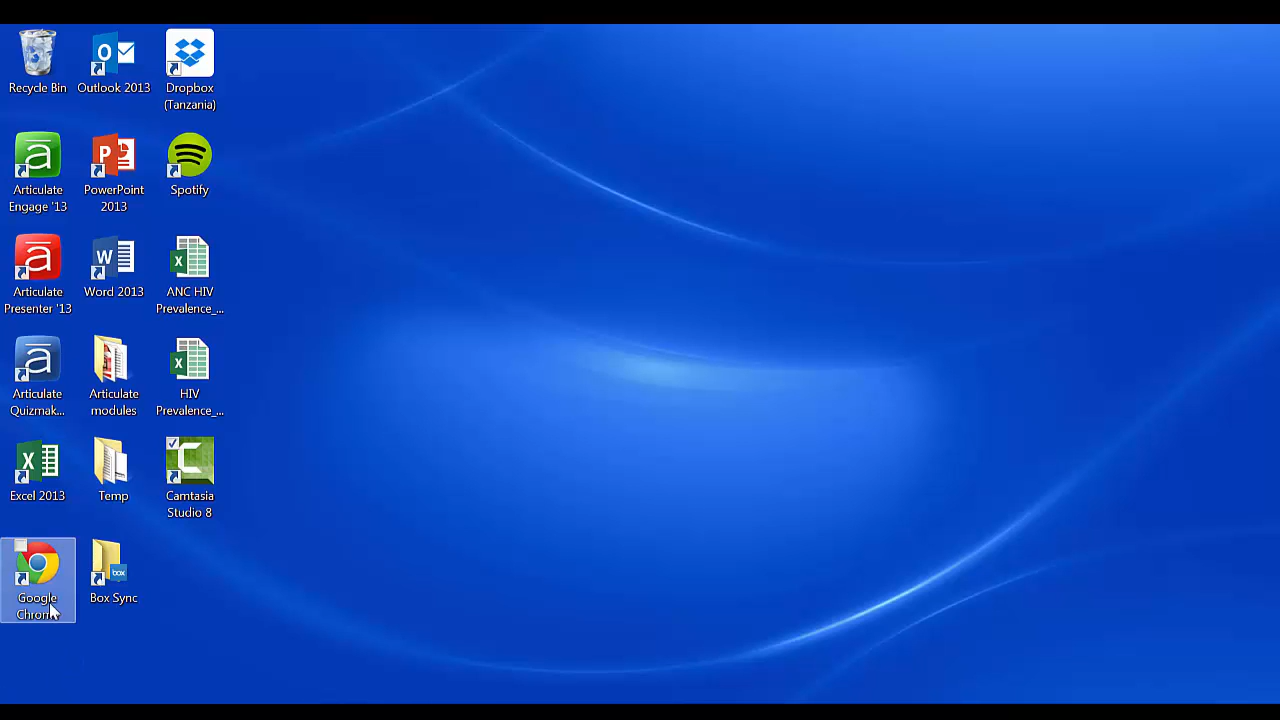 Recycle Bin
Outlook 2013
Dropbox
(Tanzania)
Articulate
Engage '13
PowerPoint
2013
Spotify
Articulate
Presenter '13
Word 2013
ANC HIV
Prevalence_...
Articulate
Quizmak...
Articulate
modules
HIV
Prevalence_...
Excel 2013
Temp
Camtasia
Studio 8
Google
Chrome
Box Sync
box